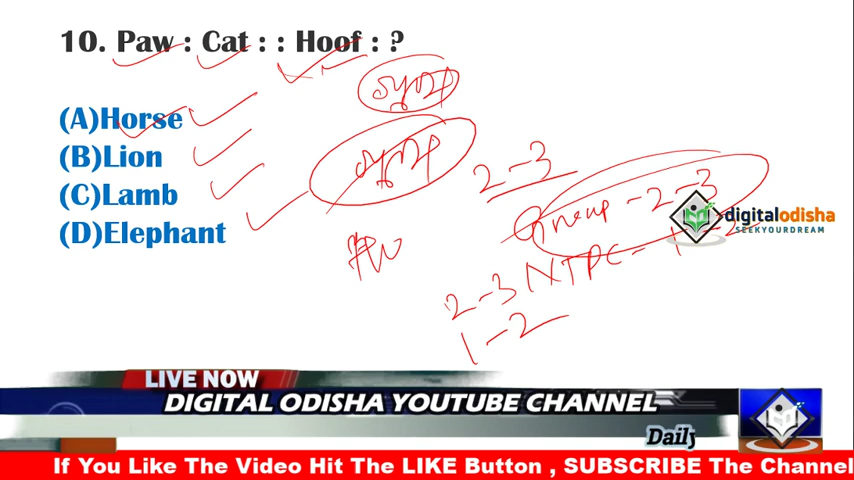 10. Paw : Cat : : Hoof : ?
(A)Horse
(B)Lion
(C)Lamb
(D)Elephant
2-3
2-3
2-3 NTPC - 1-2
1-2
digitalodisha
SEEKYOURDREAM
LIVE NOW
DIGITAL ODISHA YOUTUBE CHANNEL
Daily
If You Like The Video Hit The LIKE Button , SUBSCRIBE The Channel